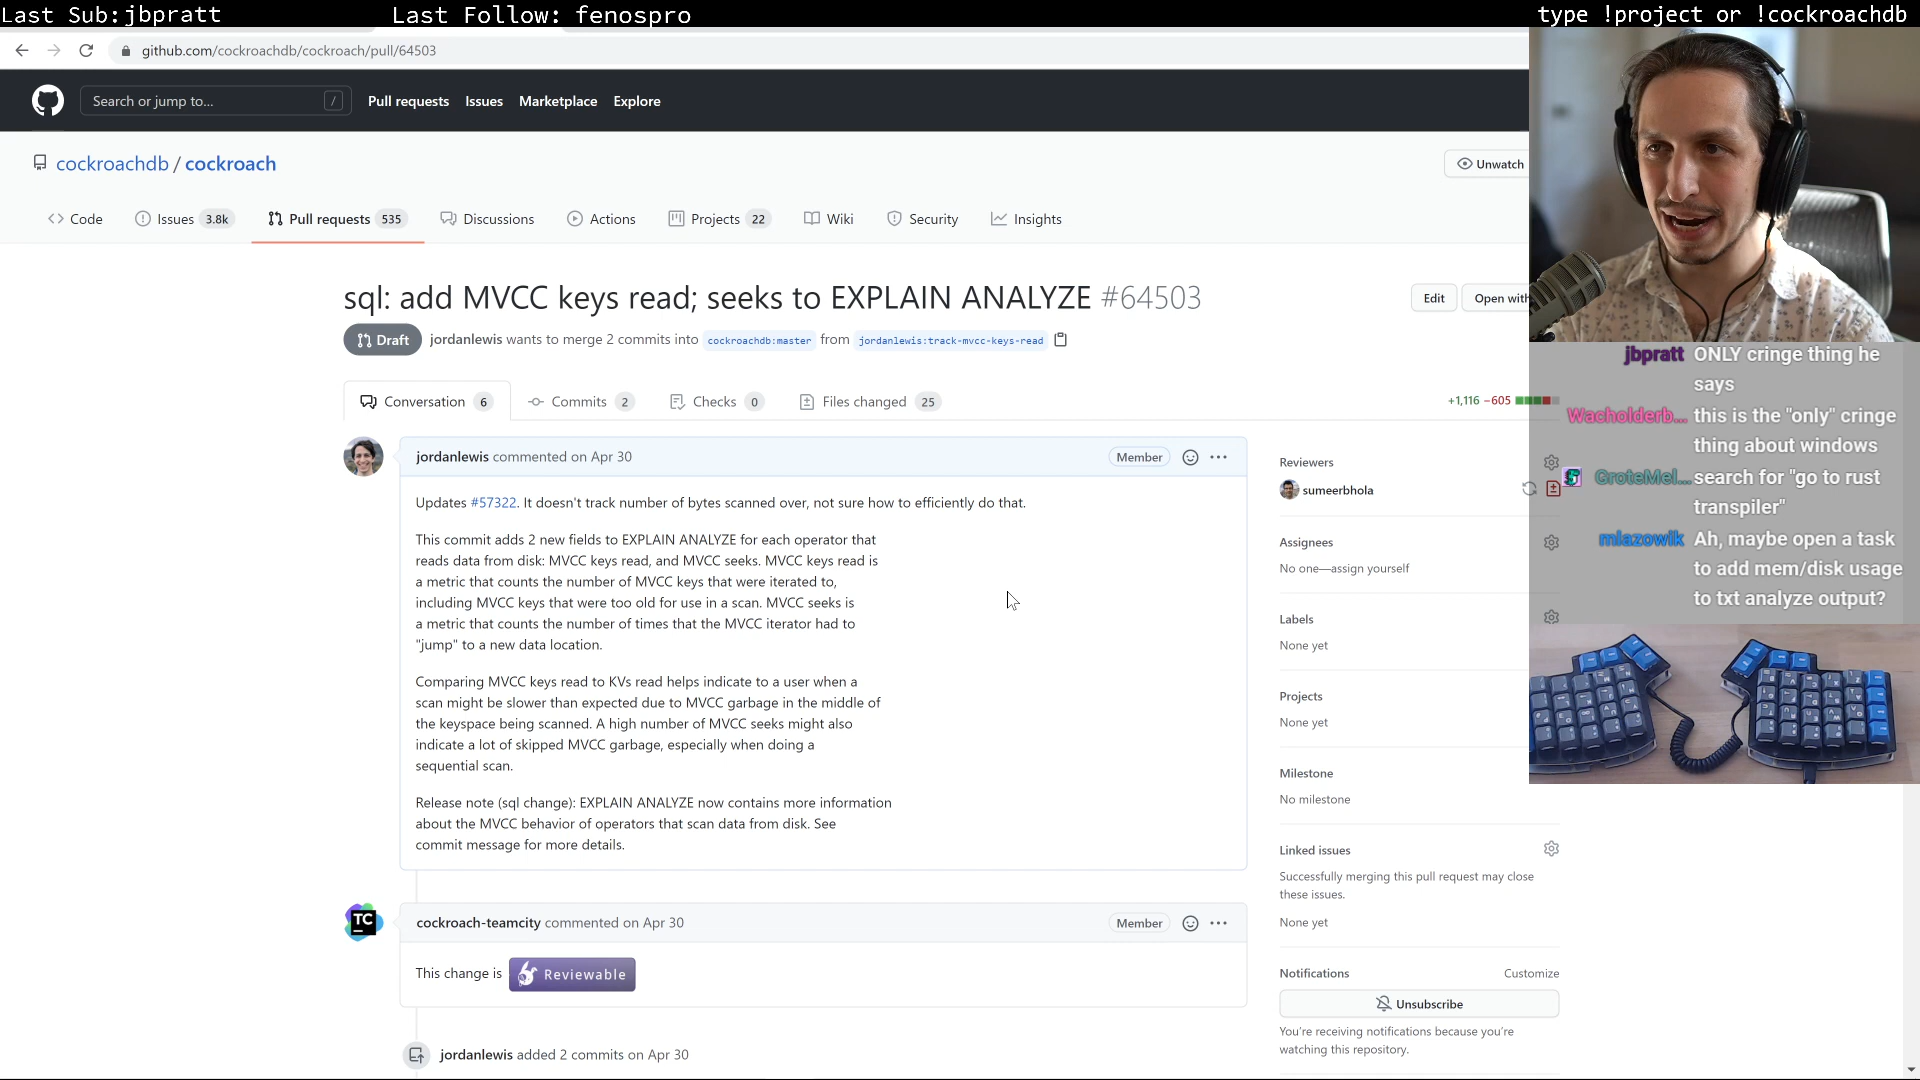 Last Sub:jbpratt
Last Follow: fenospro
type !project or !cockroachdb
github.com/cockroachdb/cockroach/pull/64503
Search or jump to...
/
Pull requests
Issues
Marketplace
Explore
cockroachdb / cockroach
Unwatch
Code
Issues 3.8k
Pull requests 535
Discussions
Actions
Projects 22
Wiki
Security
Insights
sql: add MVCC keys read; seeks to EXPLAIN ANALYZE #64503
Edit
Open with
Draft
jordanlewis wants to merge 2 commits into cockroachdb:master from jordanlewis:track-mvcc-keys-read
Conversation 6
Commits 2
Checks 0
Files changed 25
+1,116 −605
jordanlewis commented on Apr 30
Member
Updates #57322. It doesn't track number of bytes scanned over, not sure how to efficiently do that.
This commit adds 2 new fields to EXPLAIN ANALYZE for each operator that
reads data from disk: MVCC keys read, and MVCC seeks. MVCC keys read is
a metric that counts the number of MVCC keys that were iterated to,
including MVCC keys that were too old for use in a scan. MVCC seeks is
a metric that counts the number of times that the MVCC iterator had to
"jump" to a new data location.
Comparing MVCC keys read to KVs read helps indicate to a user when a
scan might be slower than expected due to MVCC garbage in the middle of
the keyspace being scanned. A high number of MVCC seeks might also
indicate a lot of skipped MVCC garbage, especially when doing a
sequential scan.
Release note (sql change): EXPLAIN ANALYZE now contains more information
about the MVCC behavior of operators that scan data from disk. See
commit message for more details.
TC
cockroach-teamcity commented on Apr 30
Member
This change is Reviewable
jordanlewis added 2 commits on Apr 30
Reviewers
sumeerbhola
Assignees
No one—assign yourself
Labels
None yet
Projects
None yet
Milestone
No milestone
Linked issues
Successfully merging this pull request may close
these issues.
None yet
Notifications
Customize
Unsubscribe
You're receiving notifications because you're
watching this repository.
jbpratt ONLY cringe thing he
says
Wacholderb... this is the "only" cringe
thing about windows
GroteMel... search for "go to rust
transpiler"
mlazowik Ah, maybe open a task
to add mem/disk usage
to txt analyze output?